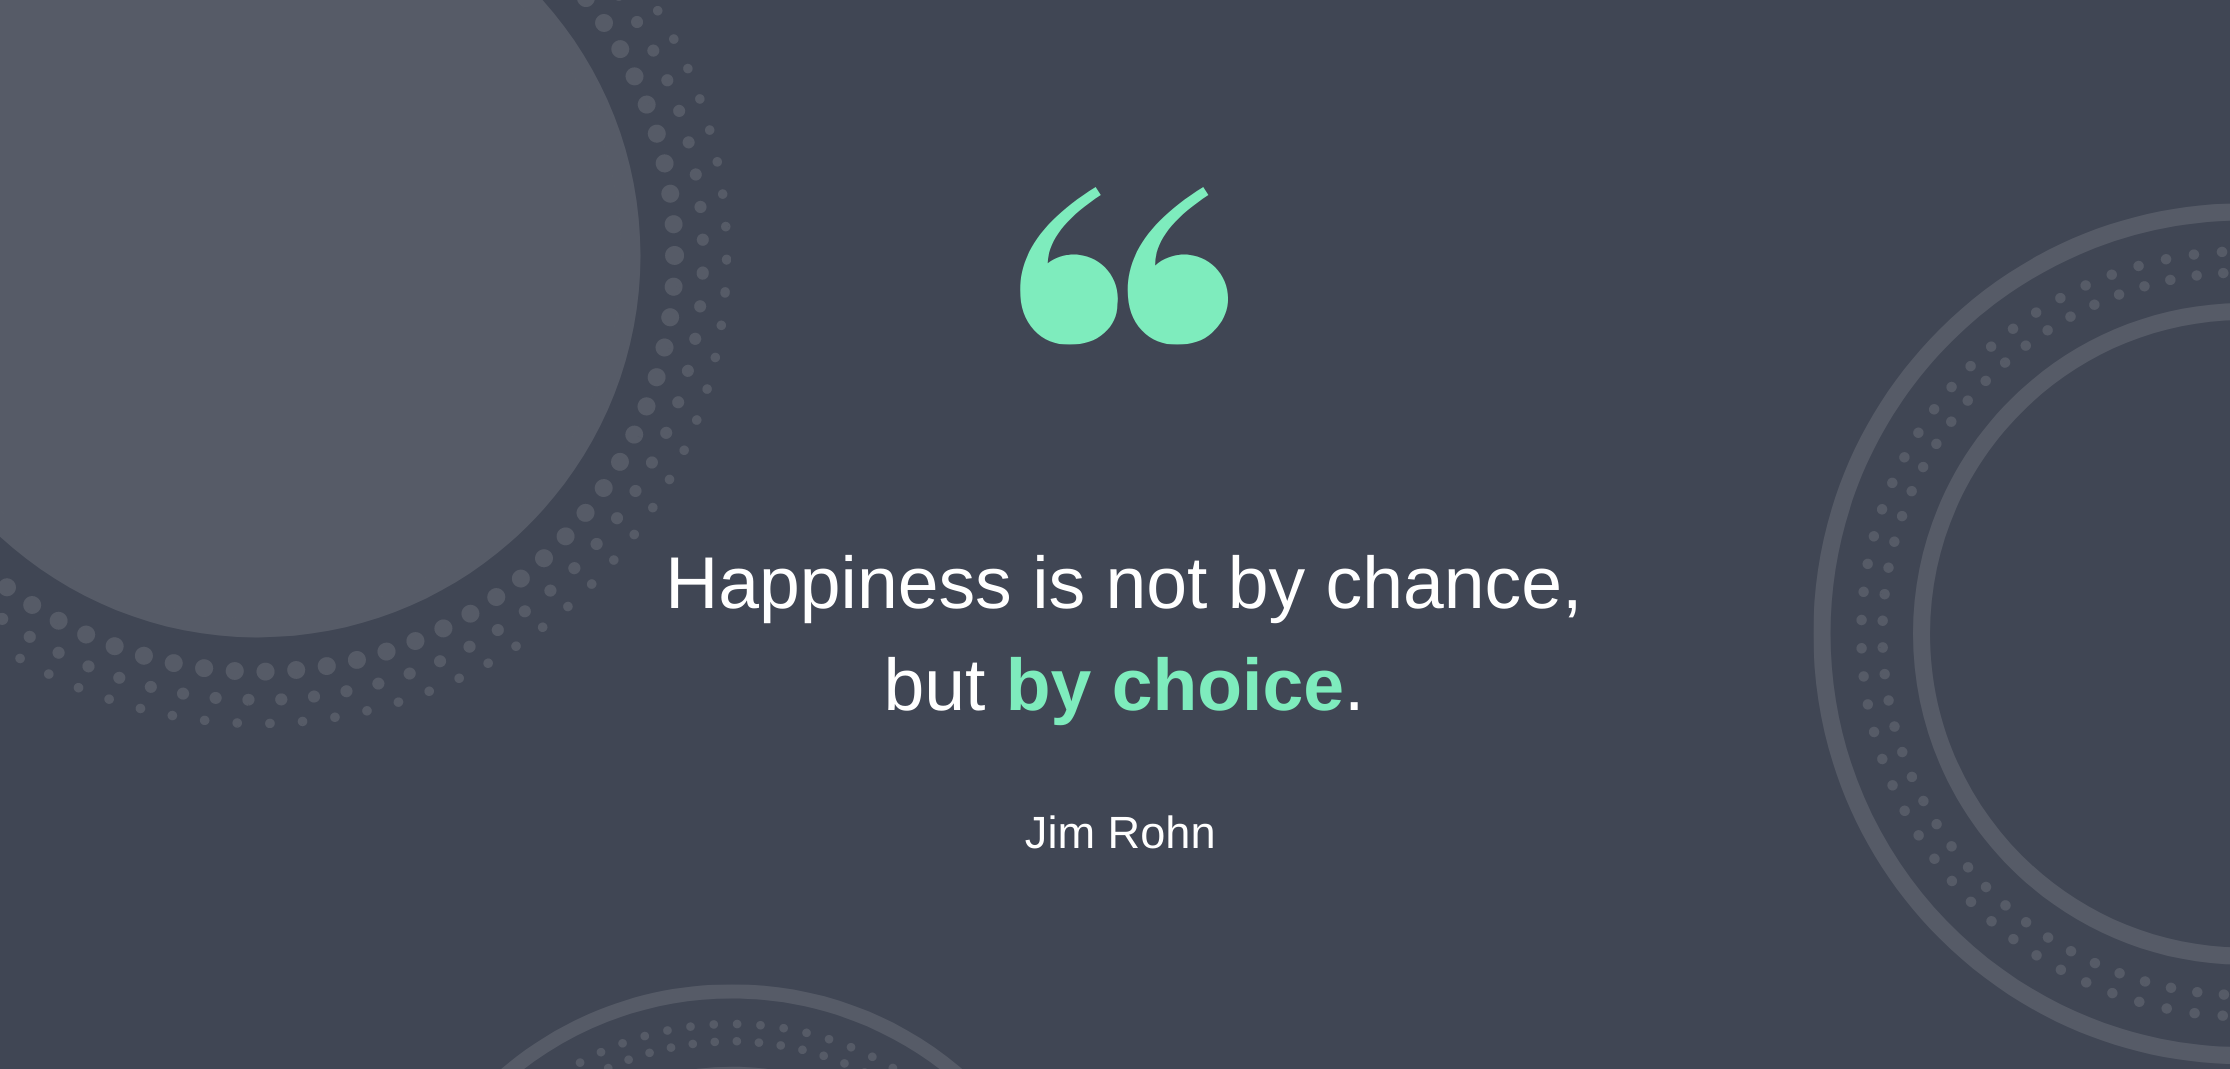 ❝
Happiness is not by chance,
but by choice.
Jim Rohn